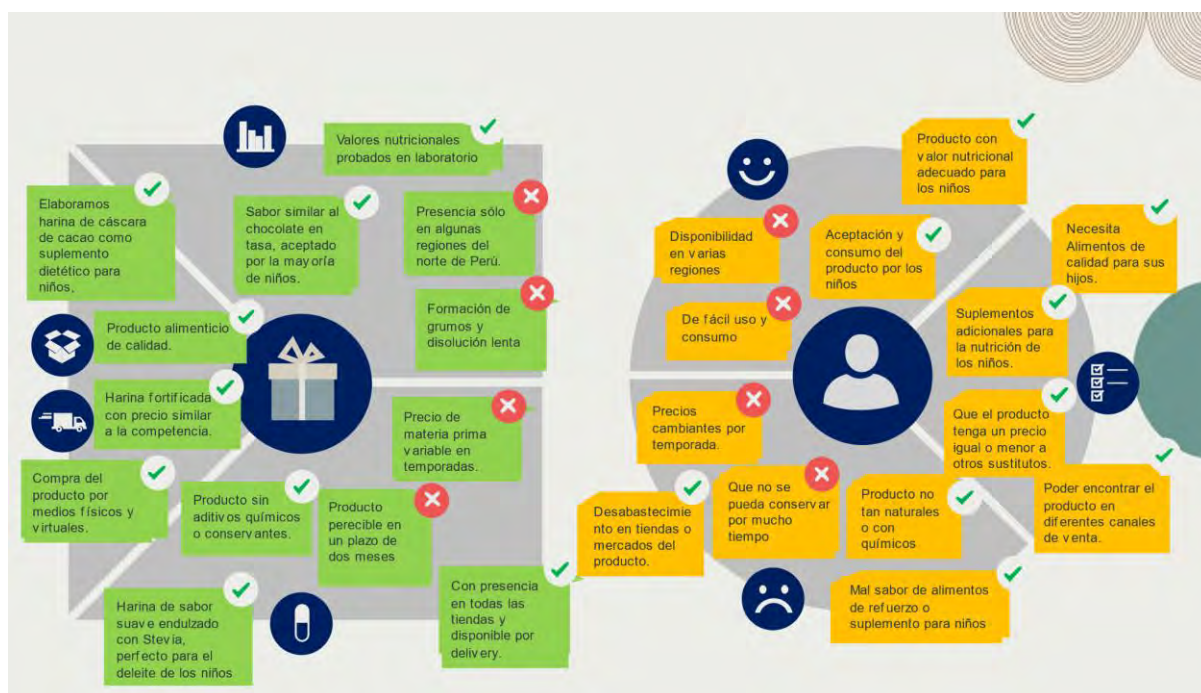 Valores nutricionales
probados en laboratorio
Elaboramos
harina de cáscara
de cacao como
suplemento
dietético para
niños,
Sabor similar al
chocolate en
tasa, aceptado
por la mayoría
de niños.
Presencia sólo
en algunas
regiones del
norte de Perú.
Formación de
grumos y
disolución lenta
Producto alimenticio
de calidad.
Harina fortificada
con precio similar
a la competencia.
Precio de
materia prima
variable en
temporadas.
Compra del
producto por
medios físicos y
virtuales.
Producto sin
aditivos químicos
o conservantes.
Producto
perecible en
un plazo de
dos meses
Harina de sabor
suave endulzado
con Stevia,
perfecto para el
deleite de los niños
Con presencia
en todas las
tiendas y
disponible por
delivery.
Producto con
valor nutricional
adecuado para
los niños
Disponibilidad
en varias
regiones
Aceptación y
consumo del
producto por los
niños
Necesita
Alimentos de
calidad para sus
hijos.
De fácil uso y
consumo
Suplementos
adicionales para
la nutrición de
los niños.
Precios
cambiantes por
temporada.
Que el producto
tenga un precio
igual o menor a
otros sustitutos.
Desabastecimie
nto en tiendas o
mercados del
producto.
Que no se
pueda conservar
por mucho
tiempo
Producto no
tan naturales
o con
químicos
Poder encontrar el
producto en
diferentes canales
de venta.
Mal sabor de alimentos
de refuerzo o
suplemento para niños